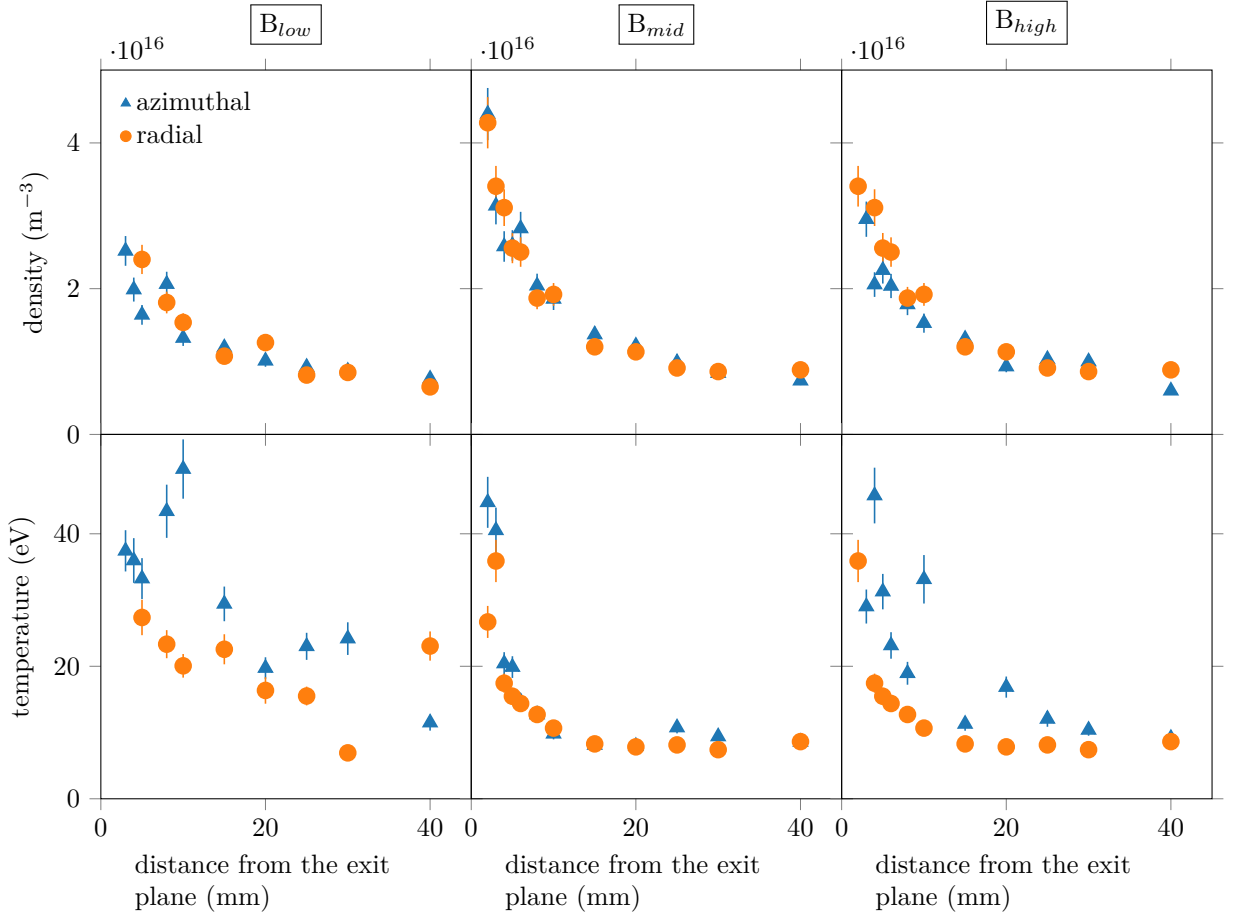 B_low B_mid B_high
·10^16 ·10^16 ·10^16
azimuthal
radial
4
2
0
density (m^−3)
40
20
0
temperature (eV)
0 20 40 0 20 40 0 20 40
distance from the exit distance from the exit distance from the exit
plane (mm) plane (mm) plane (mm)